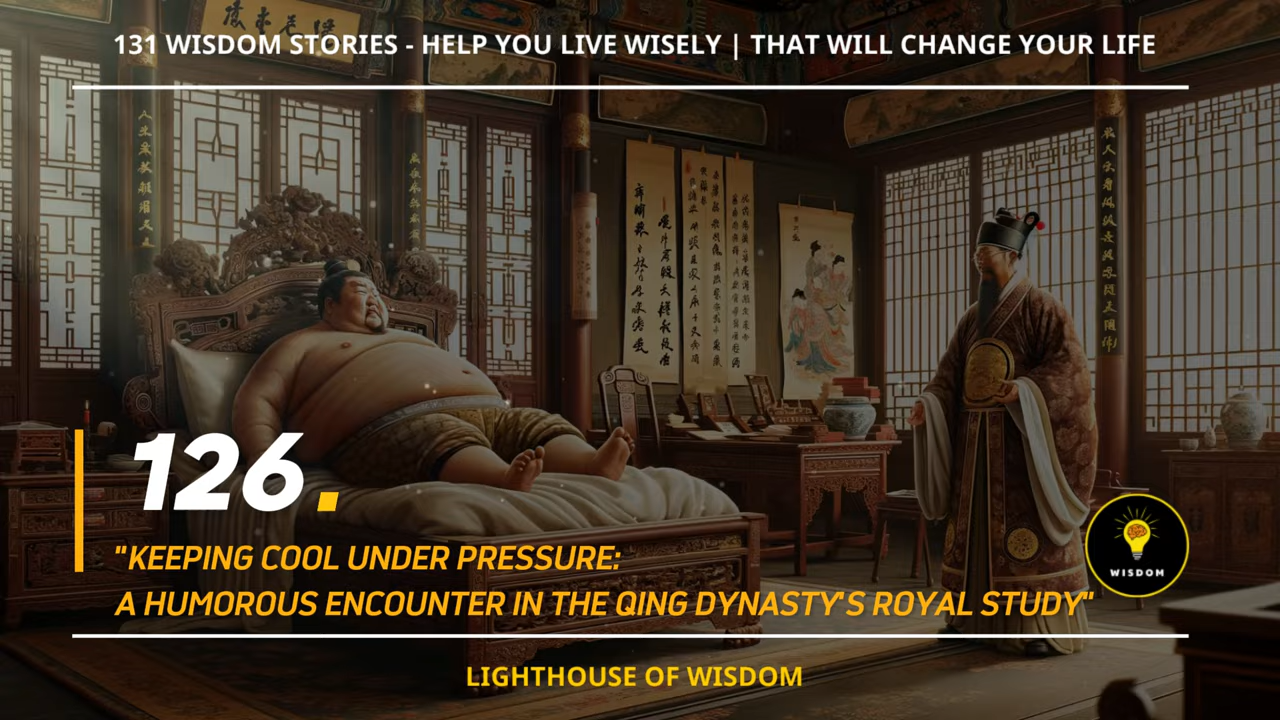 131 WISDOM STORIES - HELP YOU LIVE WISELY | THAT WILL CHANGE YOUR LIFE
126.
"KEEPING COOL UNDER PRESSURE:
A HUMOROUS ENCOUNTER IN THE QING DYNASTY'S ROYAL STUDY"
WISDOM
LIGHTHOUSE OF WISDOM